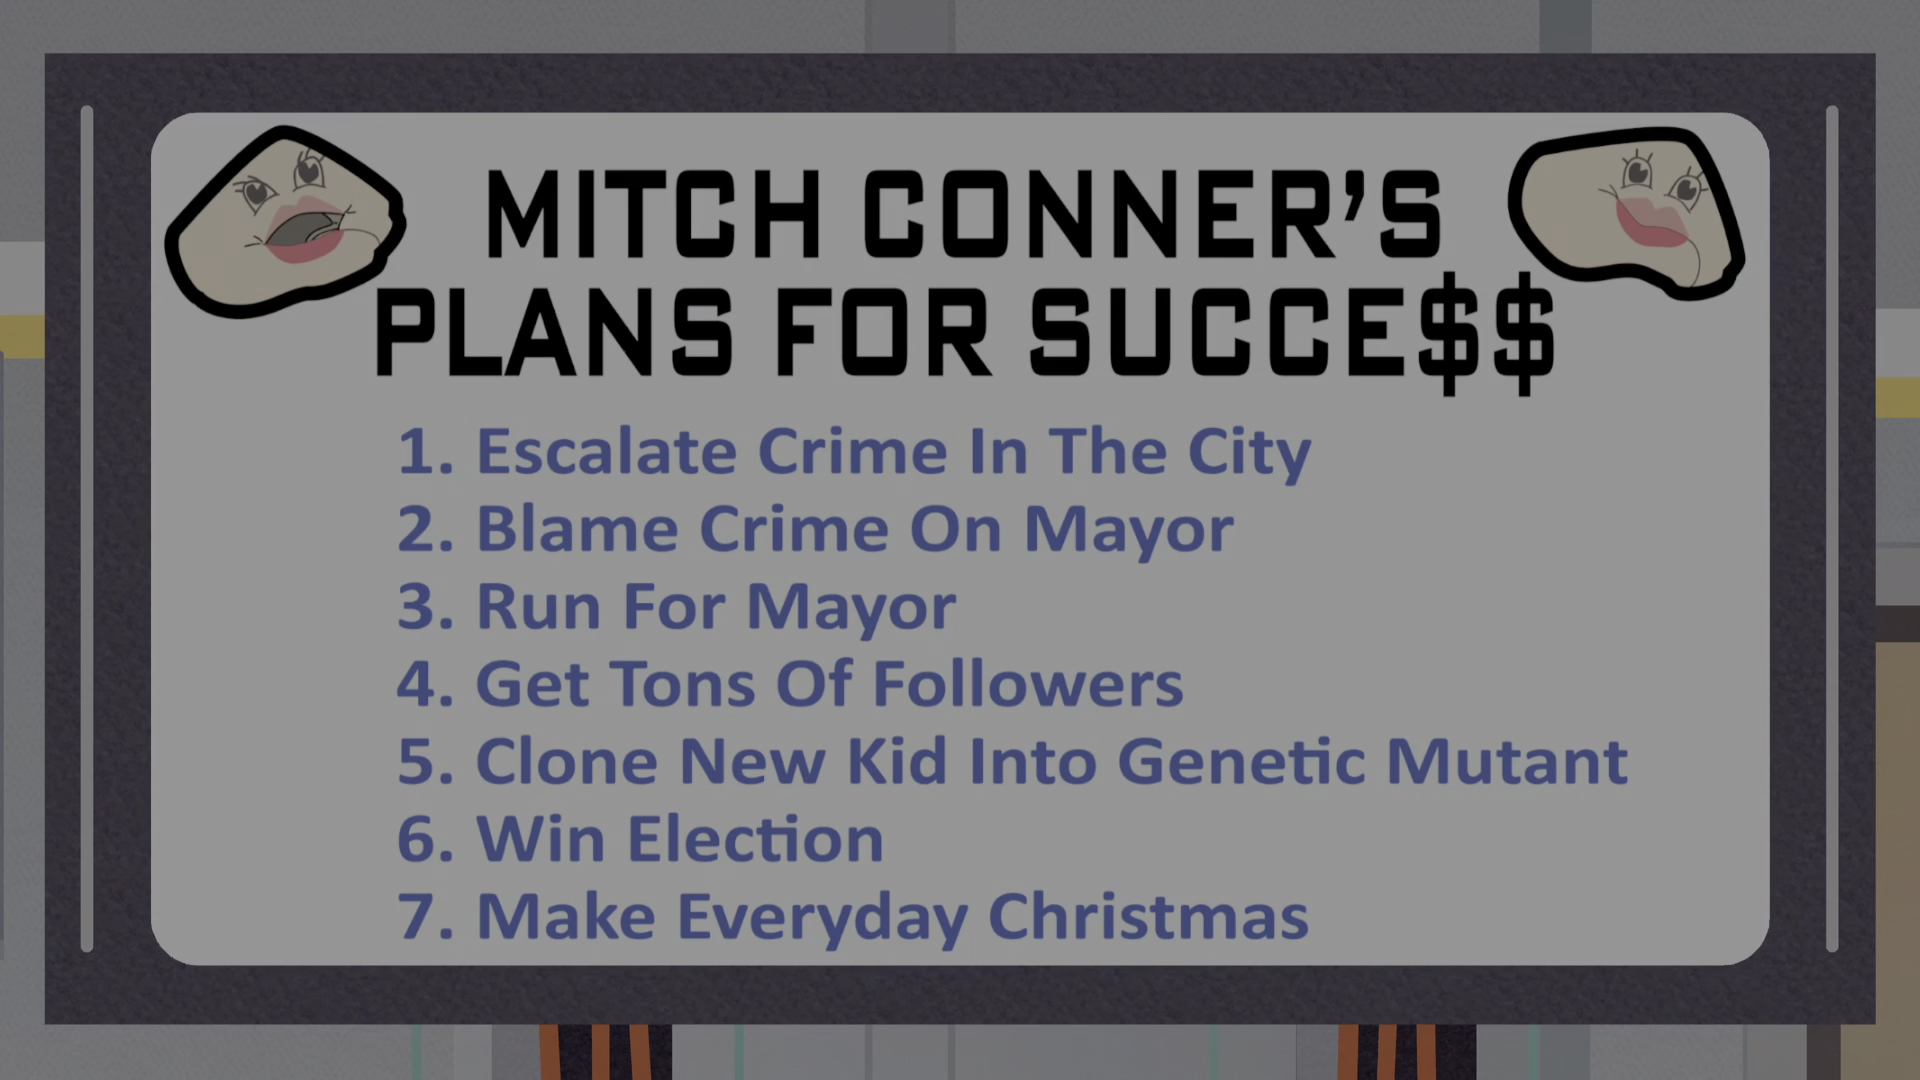 MITCH CONNER'S
PLANS FOR SUCCE$$
1. Escalate Crime In The City
2. Blame Crime On Mayor
3. Run For Mayor
4. Get Tons Of Followers
5. Clone New Kid Into Genetic Mutant
6. Win Election
7. Make Everyday Christmas